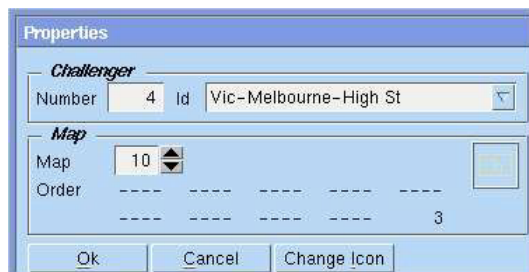 Properties
Challenger
Number 4 Id Vic-Melbourne-High St
Map
Map 10
Order ---- ---- ---- ---- ----
---- ---- ---- ---- 3
Ok Cancel Change Icon